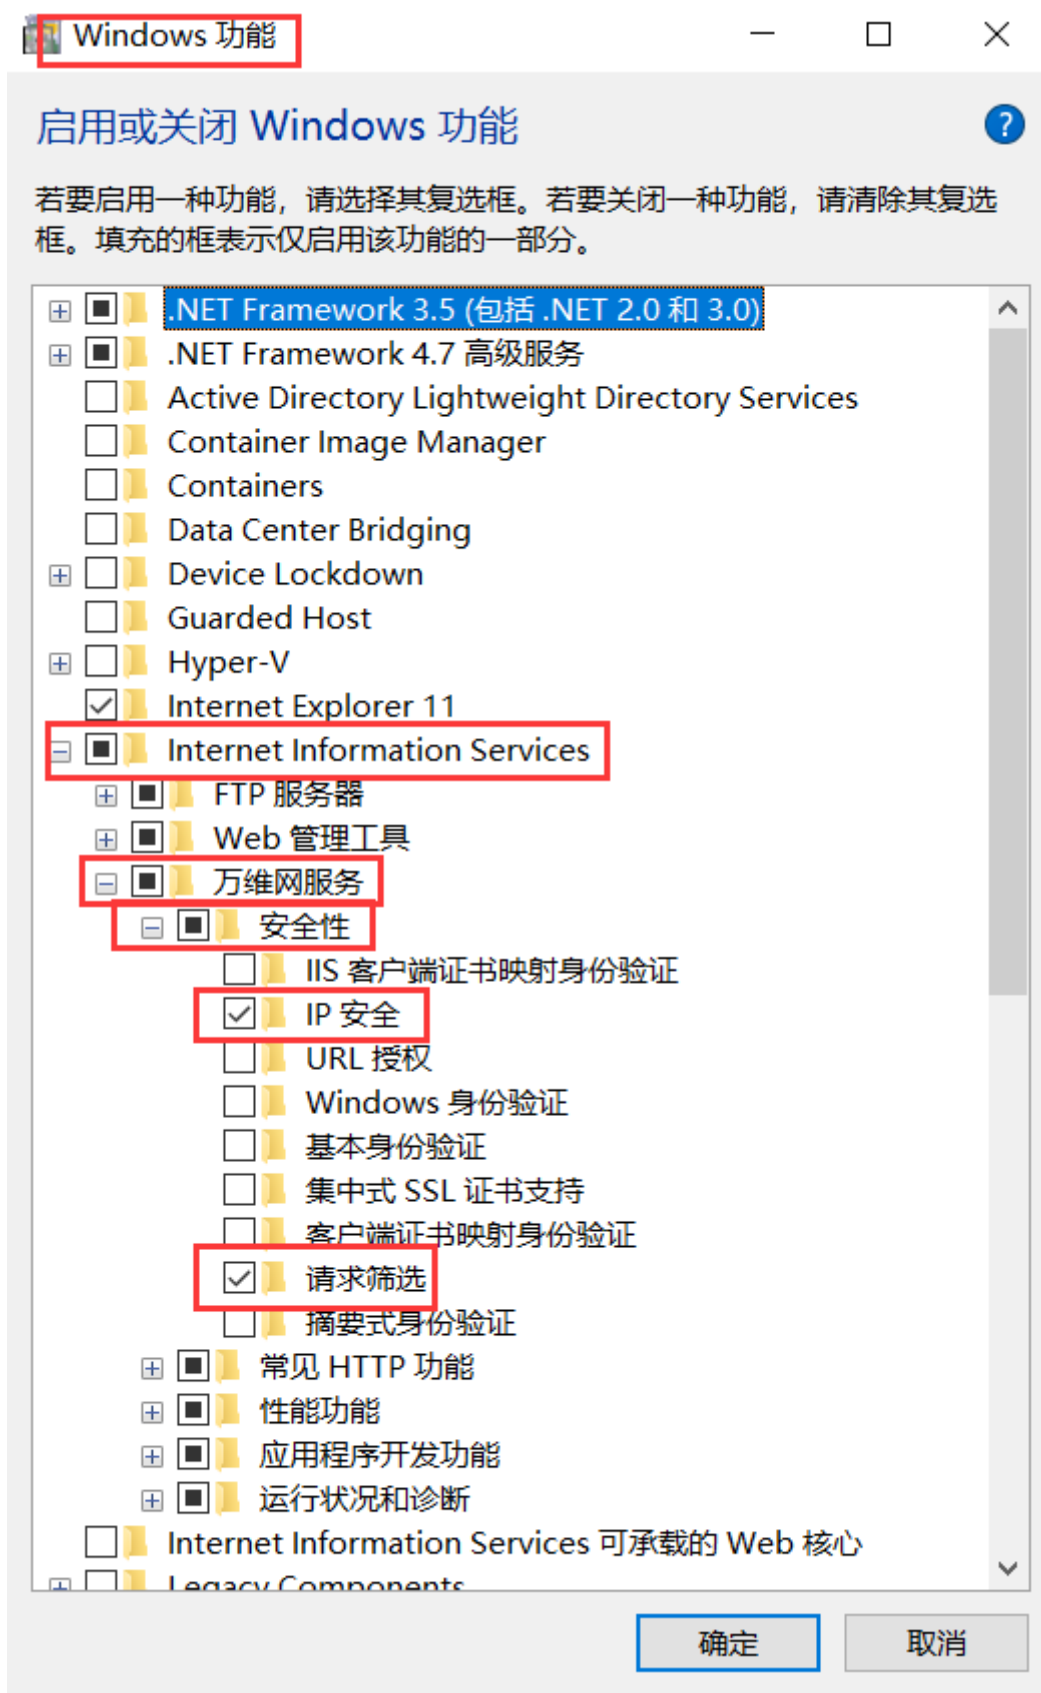 Windows 功能
启用或关闭 Windows 功能
若要启用一种功能，请选择其复选框。若要关闭一种功能，请清除其复选
框。填充的框表示仅启用该功能的一部分。
.NET Framework 3.5 (包括 .NET 2.0 和 3.0)
.NET Framework 4.7 高级服务
Active Directory Lightweight Directory Services
Container Image Manager
Containers
Data Center Bridging
Device Lockdown
Guarded Host
Hyper-V
Internet Explorer 11
Internet Information Services
FTP 服务器
Web 管理工具
万维网服务
安全性
IIS 客户端证书映射身份验证
IP 安全
URL 授权
Windows 身份验证
基本身份验证
集中式 SSL 证书支持
客户端证书映射身份验证
请求筛选
摘要式身份验证
常见 HTTP 功能
性能功能
应用程序开发功能
运行状况和诊断
Internet Information Services 可承载的 Web 核心
Legacy Components
确定
取消